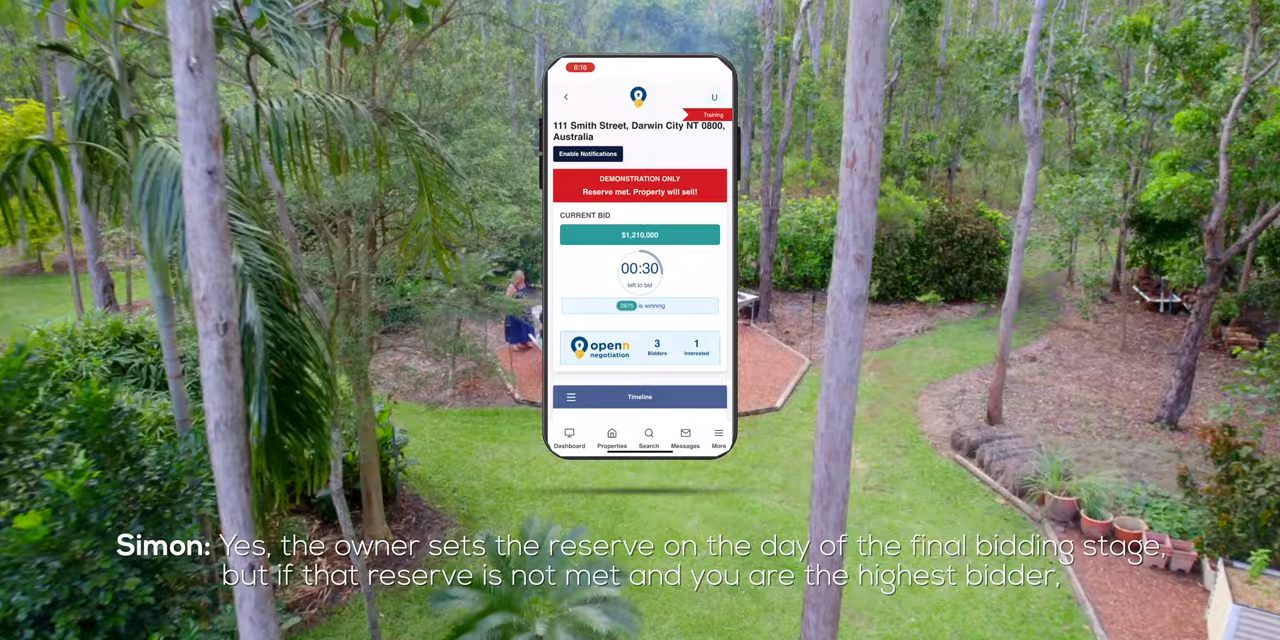 6:16
U
Training
111 Smith Street, Darwin City NT 0800,
Australia
Enable Notifications
DEMONSTRATION ONLY
Reserve met. Property will sell!
CURRENT BID
$1,210,000
00:30
left to bid
2875 is winning
openn
negotiation
3
Bidders
1
Interested
Timeline
Dashboard Properties Search Messages More
Simon: Yes, the owner sets the reserve on the day of the final bidding stage,
but if that reserve is not met and you are the highest bidder,